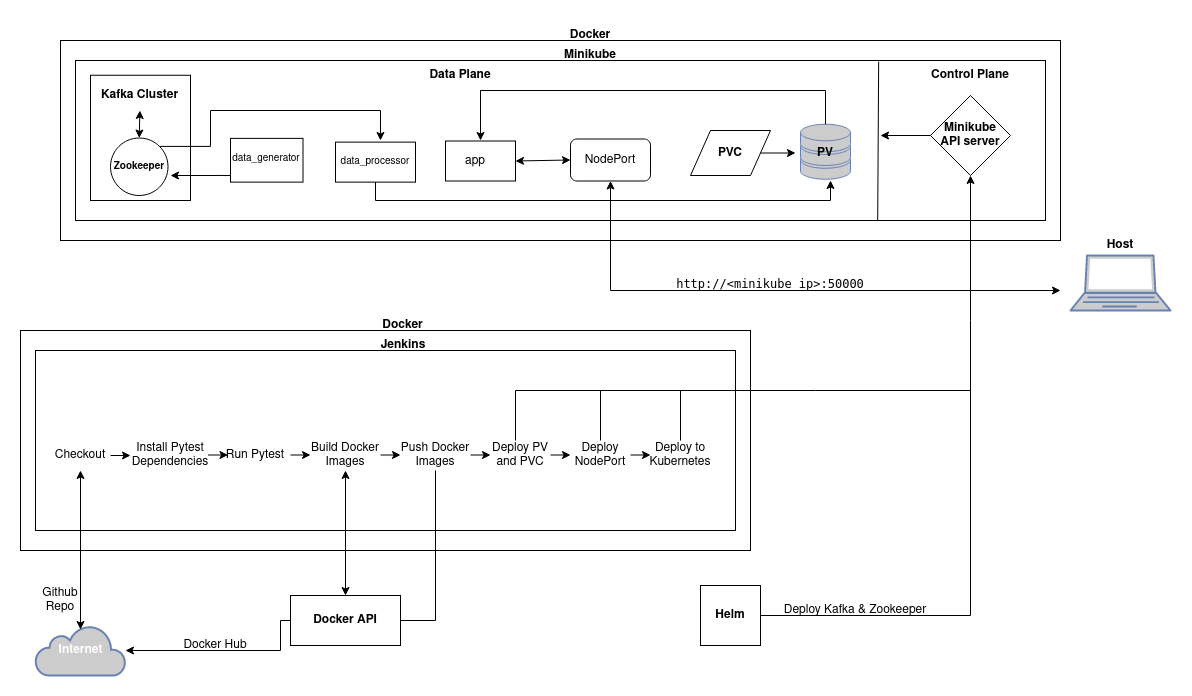 Docker
Minikube
Data Plane
Control Plane
Kafka Cluster
Zookeeper
data_generator
data_processor
app
NodePort
PVC
PV
Minikube
API server
Host
http://<minikube ip>:50000
Docker
Jenkins
Checkout
Install Pytest
Dependencies
Run Pytest
Build Docker
Images
Push Docker
Images
Deploy PV
and PVC
Deploy
NodePort
Deploy to
Kubernetes
Github
Repo
Internet
Docker Hub
Docker API
Helm
Deploy Kafka & Zookeeper